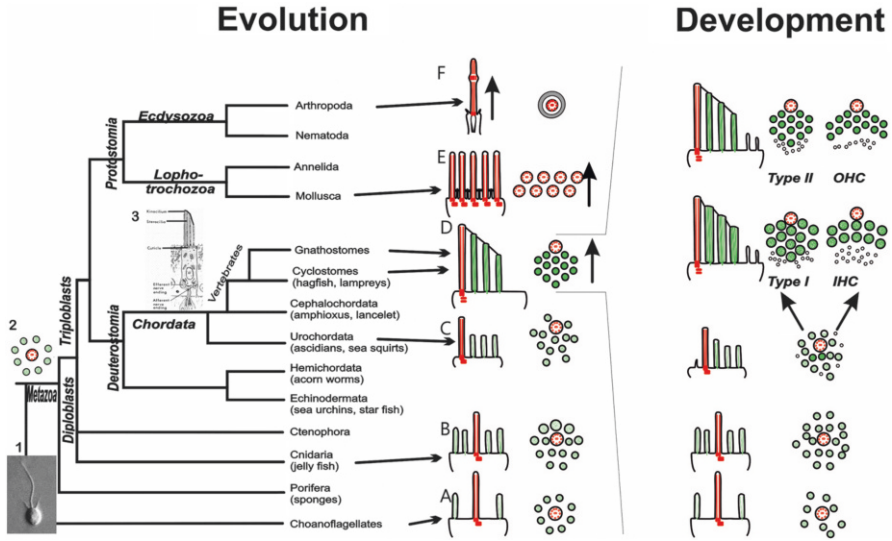 Evolution
Development
F
Arthropoda
Ecdysozoa
Nematoda
Protostomia
E
Annelida
Lopho-
trochozoa
Mollusca
Type II
OHC
3
D
Gnathostomes
Vertebrates
Cyclostomes
(hagfish, lampreys)
Type I
IHC
Cephalochordata
(amphioxus, lancelet)
Chordata
Triploblasts
Deuterostomia
2
C
Urochordata
(ascidians, sea squirts)
Hemichordata
(acorn worms)
Metazoa
Diploblasts
Echinodermata
(sea urchins, star fish)
B
Ctenophora
1
Cnidaria
(jelly fish)
A
Porifera
(sponges)
Choanoflagellates